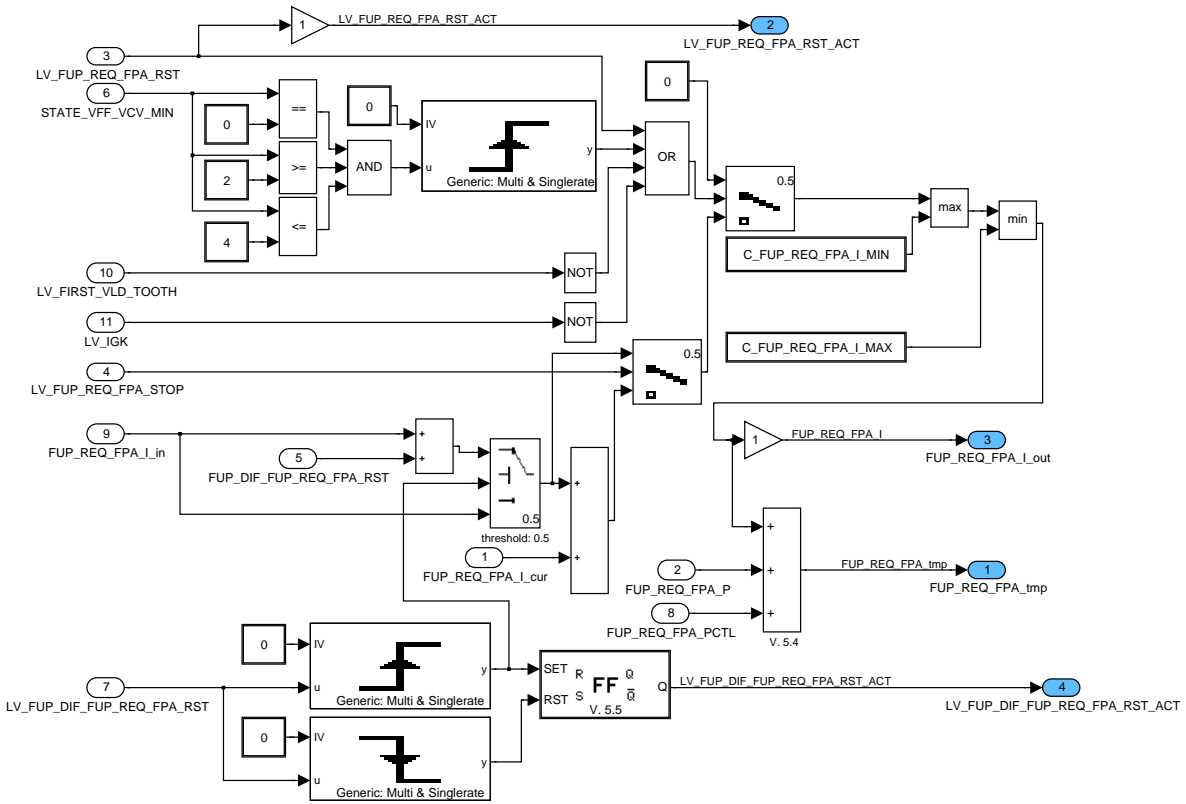 1
LV_FUP_REQ_FPA_RST_ACT
2
LV_FUP_REQ_FPA_RST_ACT
3
LV_FUP_REQ_FPA_RST
6
STATE_VFF_VCV_MIN
0
==
2
>=
4
<=
AND
0
IV
u
y
Generic: Multi & Singlerate
OR
0
0.5
max
min
C_FUP_REQ_FPA_I_MIN
C_FUP_REQ_FPA_I_MAX
10
LV_FIRST_VLD_TOOTH
NOT
11
LV_IGK
NOT
4
LV_FUP_REQ_FPA_STOP
0.5
9
FUP_REQ_FPA_I_in
5
FUP_DIF_FUP_REQ_FPA_RST
+
+
0.5
threshold: 0.5
1
FUP_REQ_FPA_I_cur
+
+
1
FUP_REQ_FPA_I
3
FUP_REQ_FPA_I_out
2
FUP_REQ_FPA_P
8
FUP_REQ_FPA_PCTL
+
+
+
V. 5.4
FUP_REQ_FPA_tmp
1
FUP_REQ_FPA_tmp
7
LV_FUP_DIF_FUP_REQ_FPA_RST
0
IV
u
y
Generic: Multi & Singlerate
0
IV
u
y
Generic: Multi & Singlerate
SET
RST
R
S
FF
Q
Q
Q
V. 5.5
LV_FUP_DIF_FUP_REQ_FPA_RST_ACT
4
LV_FUP_DIF_FUP_REQ_FPA_RST_ACT